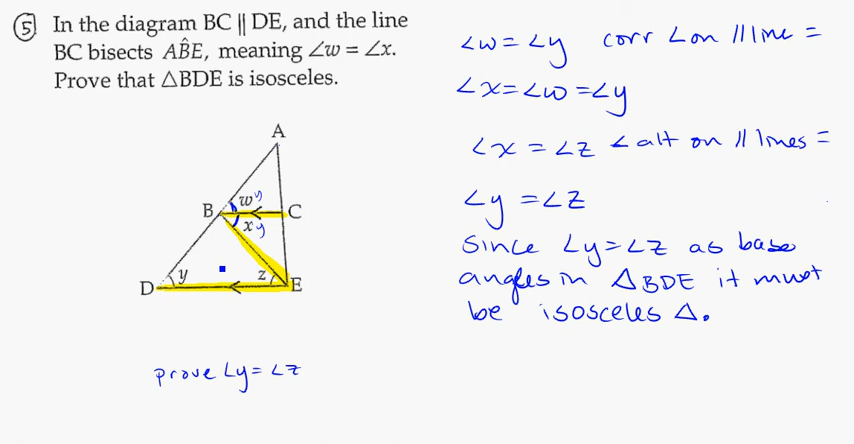 ⑤ In the diagram BC || DE, and the line
BC bisects AB̂E, meaning ∠w = ∠x.
Prove that △BDE is isosceles.
A
w y
B
C
x y
y
z
D
E
prove ∠y = ∠z
∠w = ∠y corr ∠ on // line =
∠x = ∠w = ∠y
∠x = ∠z ∠ alt on // lines =
∠y = ∠z
Since ∠y = ∠z as base
angles in △BDE it must
be isosceles △.